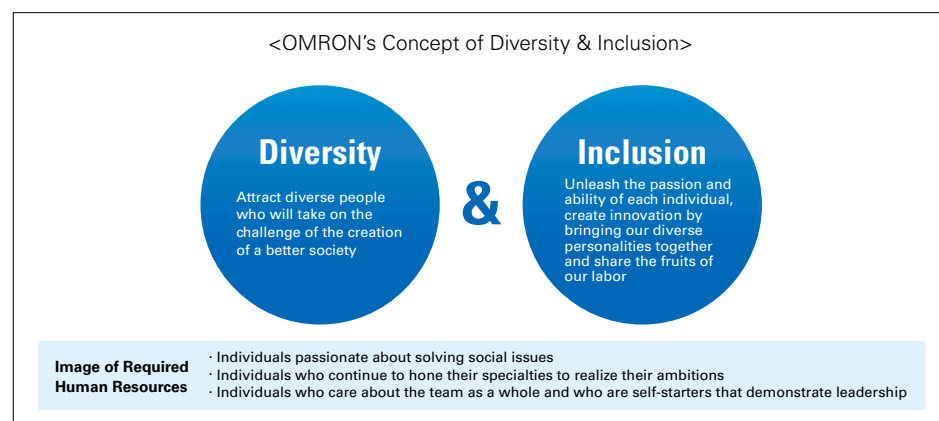 <OMRON’s Concept of Diversity & Inclusion>
Diversity
Attract diverse people
who will take on the
challenge of the creation
of a better society
&
Inclusion
Unleash the passion and
ability of each individual,
create innovation by
bringing our diverse
personalities together
and share the fruits of
our labor
Image of Required
Human Resources
· Individuals passionate about solving social issues
· Individuals who continue to hone their specialties to realize their ambitions
· Individuals who care about the team as a whole and who are self-starters that demonstrate leadership